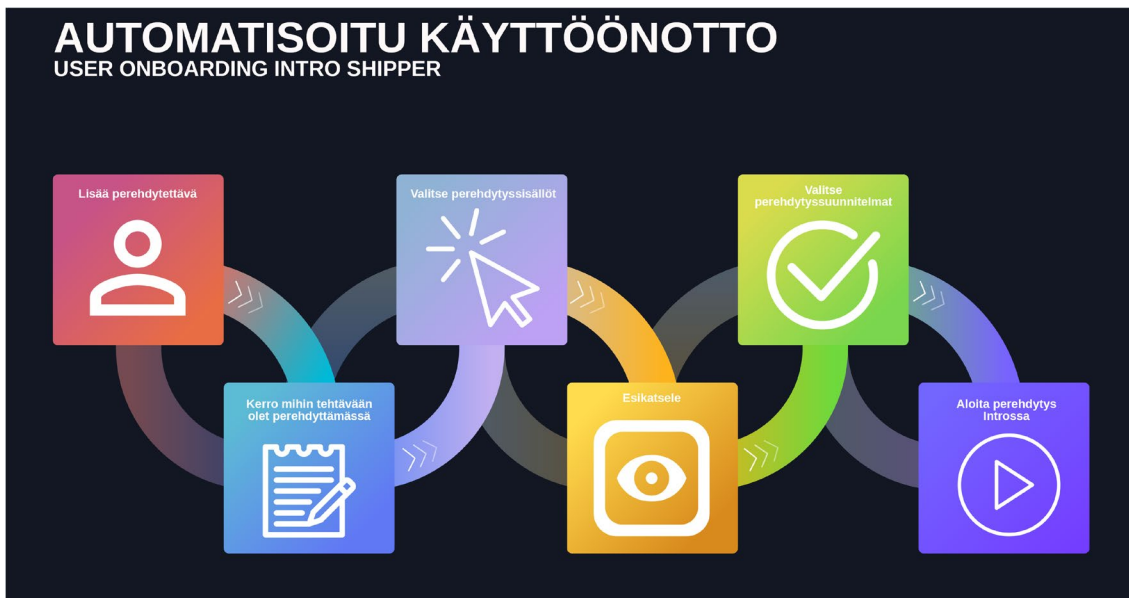 AUTOMATISOITU KÄYTTÖÖNOTTO
USER ONBOARDING INTRO SHIPPER
Lisää perehdytettävä
Kerro mihin tehtävään
olet perehdyttämässä
Valitse perehdytyssisällöt
Esikatsele
Valitse
perehdytyssuunnitelmat
Aloita perehdytys
Introssa